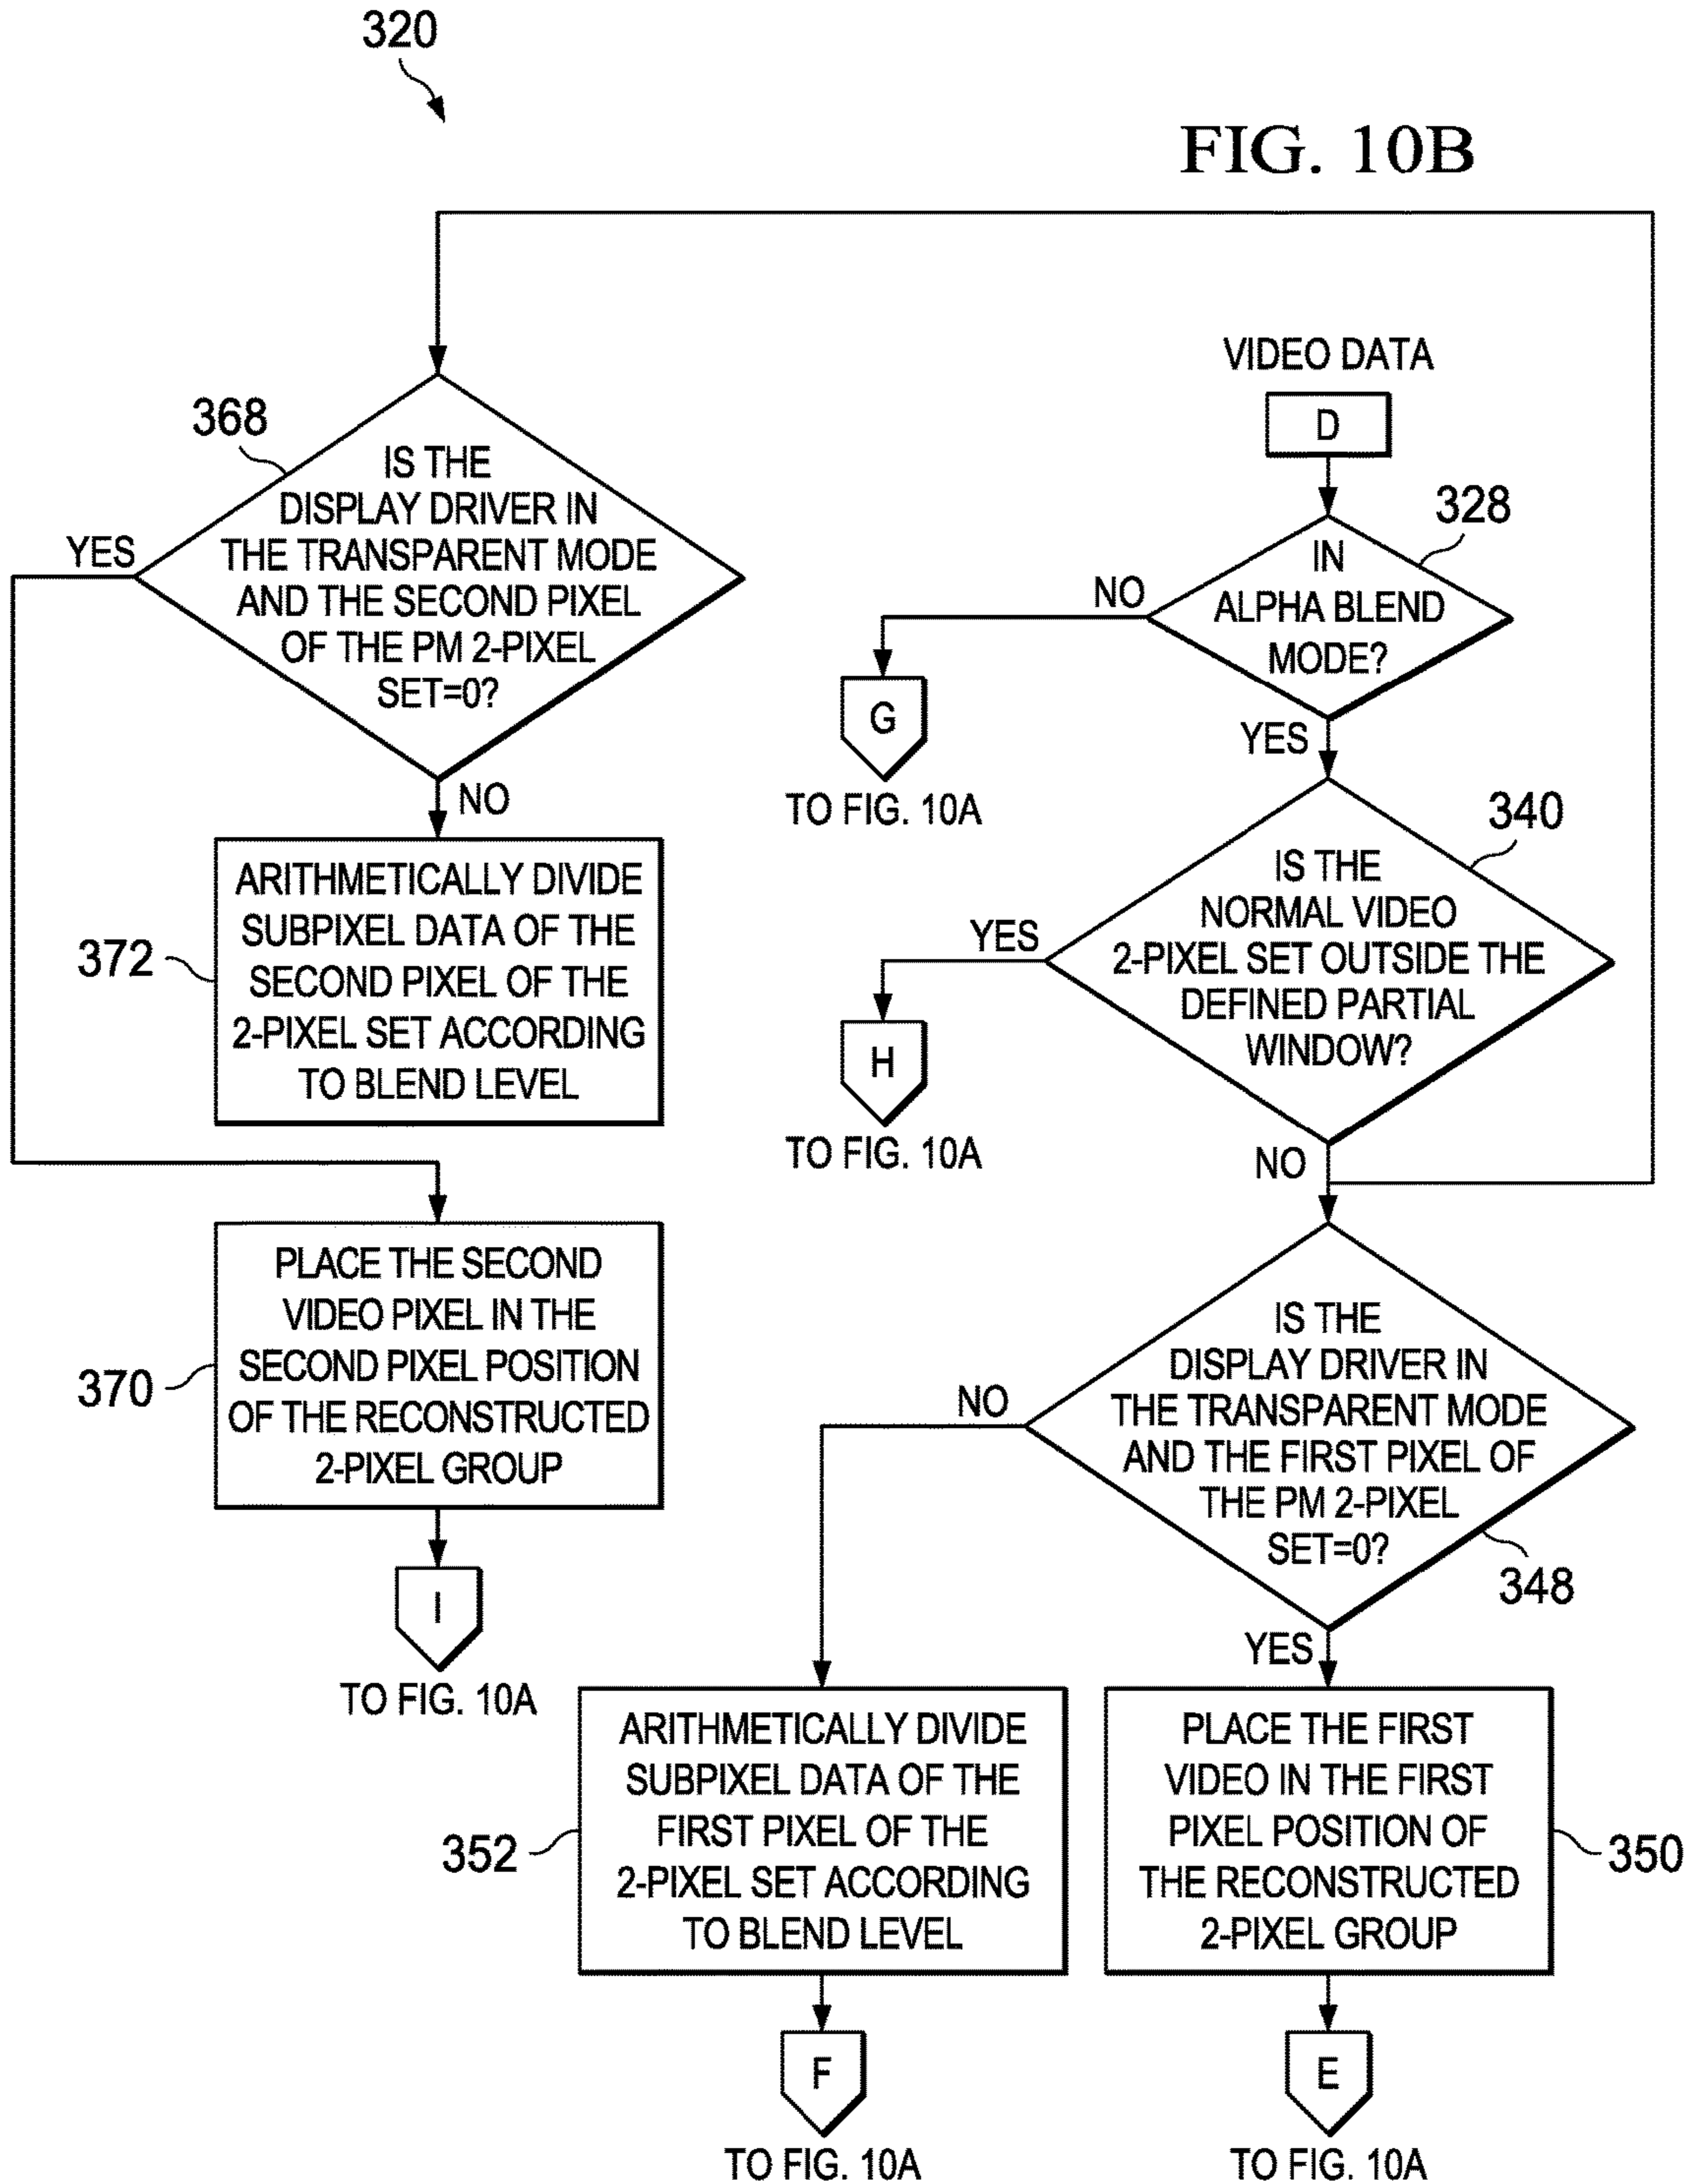 320
FIG. 10B
368
IS THE
DISPLAY DRIVER IN
THE TRANSPARENT MODE
AND THE SECOND PIXEL
OF THE PM 2-PIXEL
SET=0?
YES
NO
ARITHMETICALLY DIVIDE
SUBPIXEL DATA OF THE
SECOND PIXEL OF THE
2-PIXEL SET ACCORDING
TO BLEND LEVEL
372
PLACE THE SECOND
VIDEO PIXEL IN THE
SECOND PIXEL POSITION
OF THE RECONSTRUCTED
2-PIXEL GROUP
370
I
TO FIG. 10A
VIDEO DATA
D
328
IN
ALPHA BLEND
MODE?
NO
G
TO FIG. 10A
YES
340
IS THE
NORMAL VIDEO
2-PIXEL SET OUTSIDE THE
DEFINED PARTIAL
WINDOW?
YES
H
TO FIG. 10A
NO
IS THE
DISPLAY DRIVER IN
THE TRANSPARENT MODE
AND THE FIRST PIXEL OF
THE PM 2-PIXEL
SET=0?
348
NO
YES
ARITHMETICALLY DIVIDE
SUBPIXEL DATA OF THE
FIRST PIXEL OF THE
2-PIXEL SET ACCORDING
TO BLEND LEVEL
352
F
TO FIG. 10A
PLACE THE FIRST
VIDEO IN THE FIRST
PIXEL POSITION OF
THE RECONSTRUCTED
2-PIXEL GROUP
350
E
TO FIG. 10A